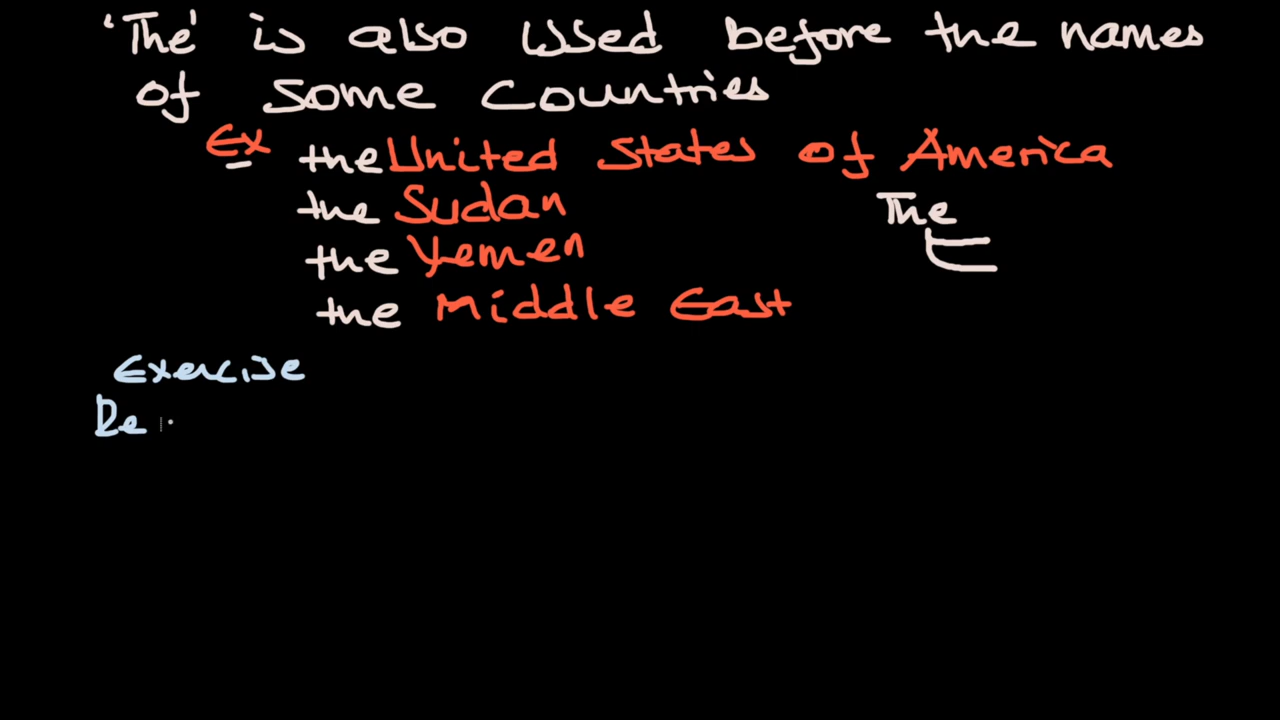 'The' is also Used before the names
of some Countries
Ex the United States of America
the Sudan
The
the Yemen
the Middle East
Exercise
De